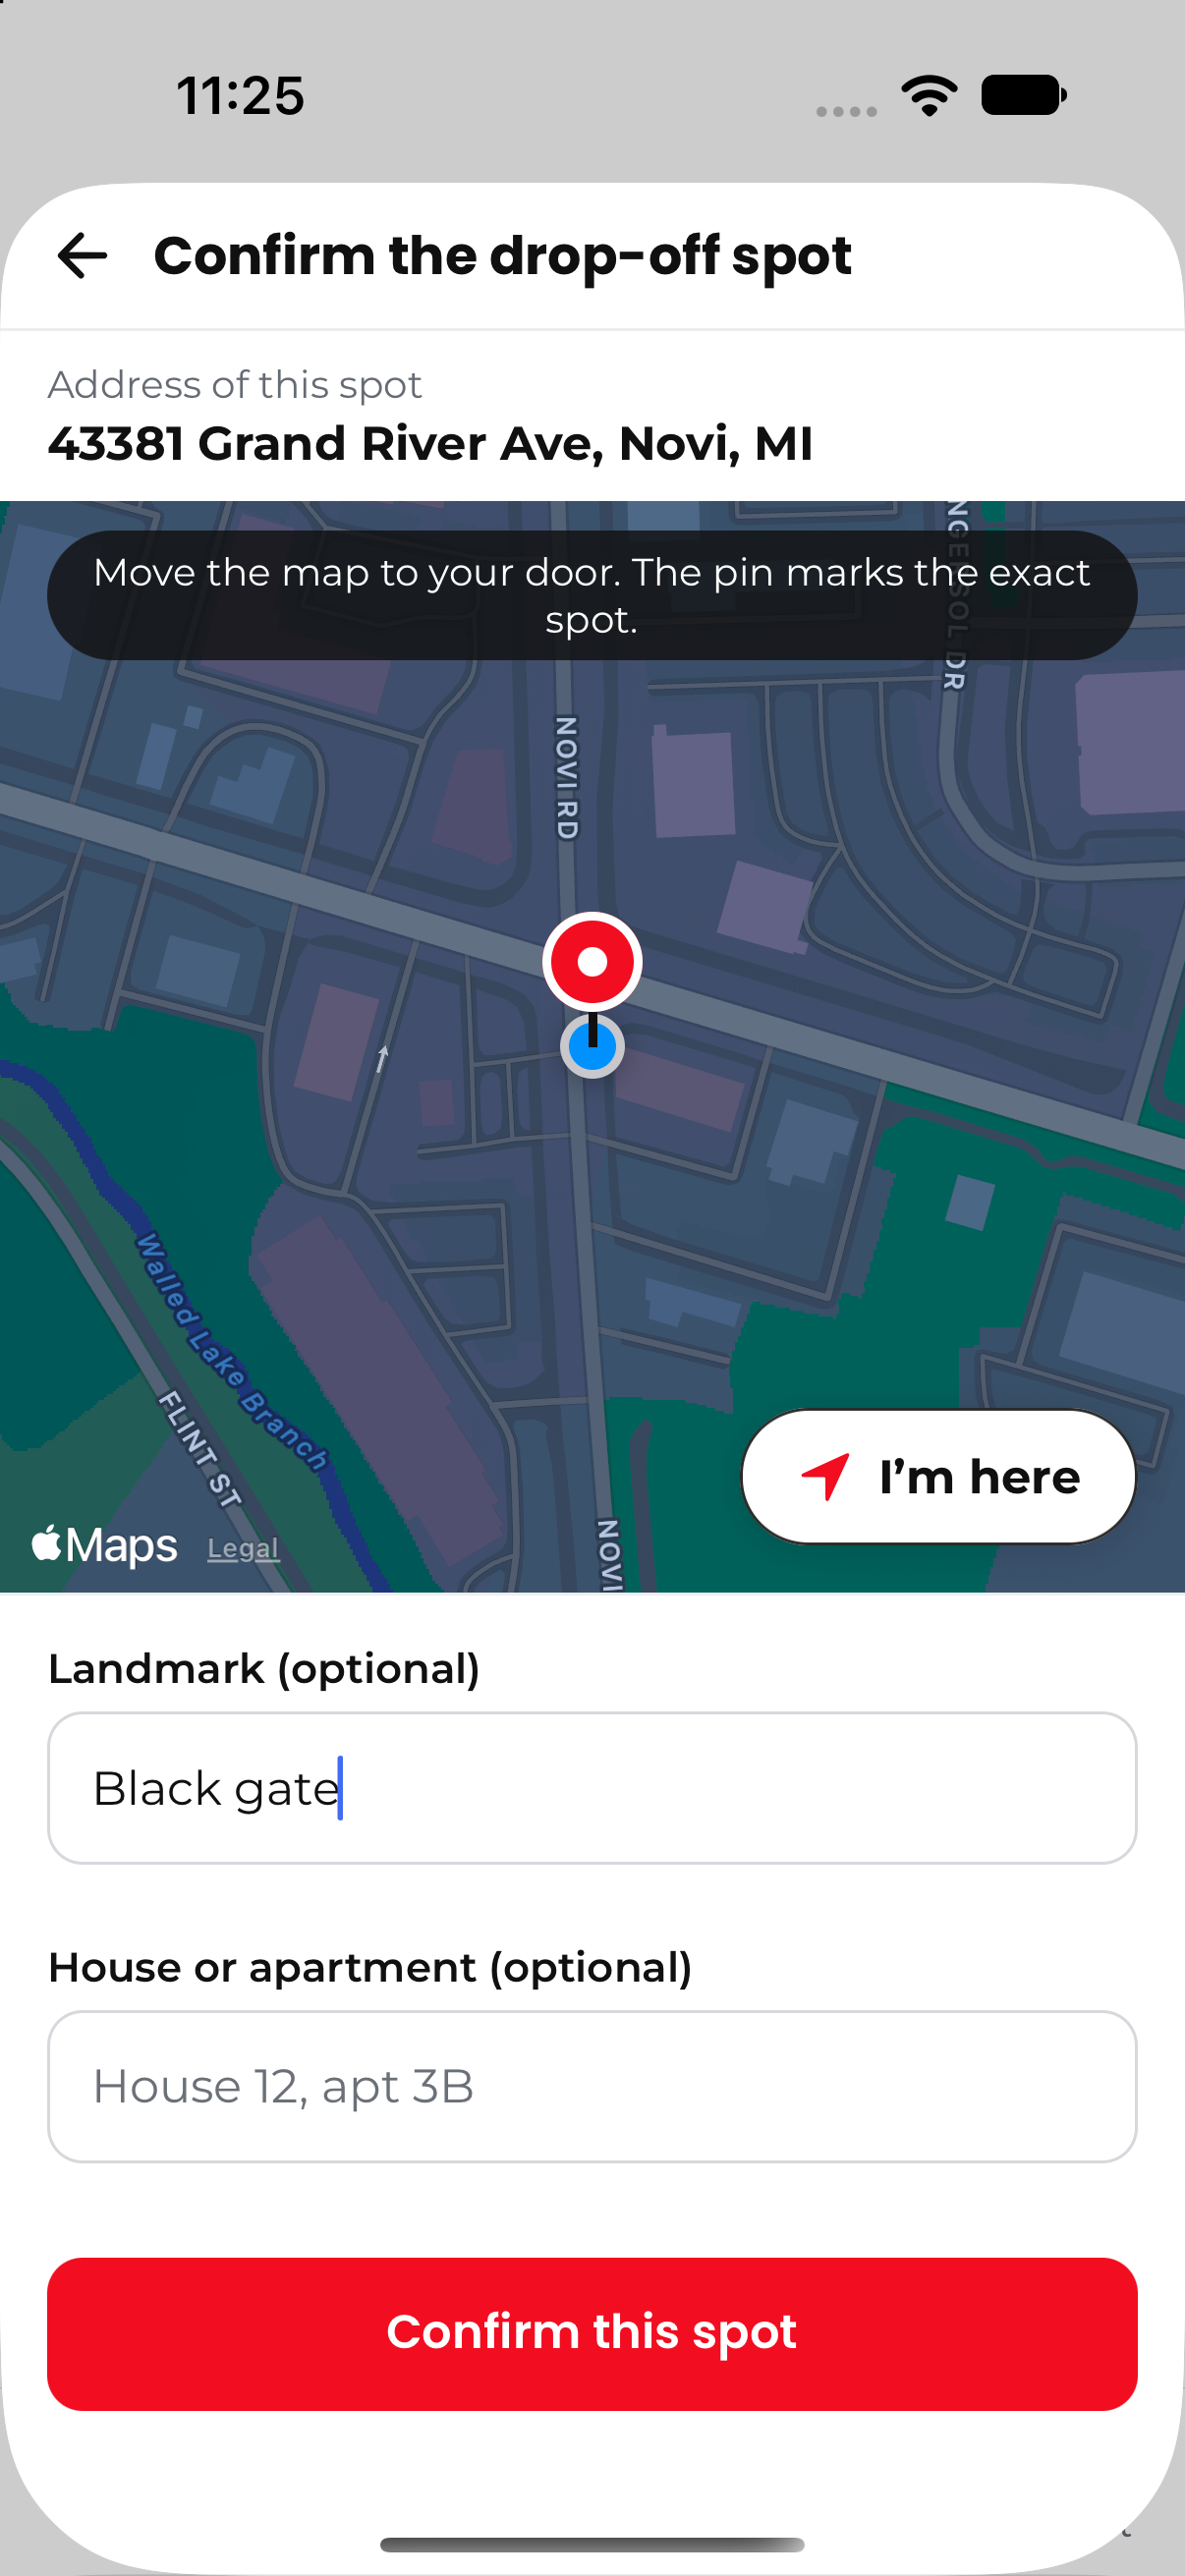 11:25
Confirm the drop-off spot
Address of this spot
43381 Grand River Ave, Novi, MI
Move the map to your door. The pin marks the exact
spot.
NOVI RD
Walled Lake Branch
FLINT ST
NOVI
I’m here
Maps
Legal
Landmark (optional)
Black gate
House or apartment (optional)
House 12, apt 3B
Confirm this spot